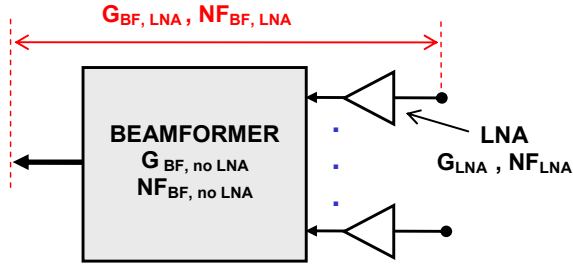 G_BF, LNA , NF_BF, LNA
BEAMFORMER
G_BF, no LNA
NF_BF, no LNA
LNA
G_LNA , NF_LNA